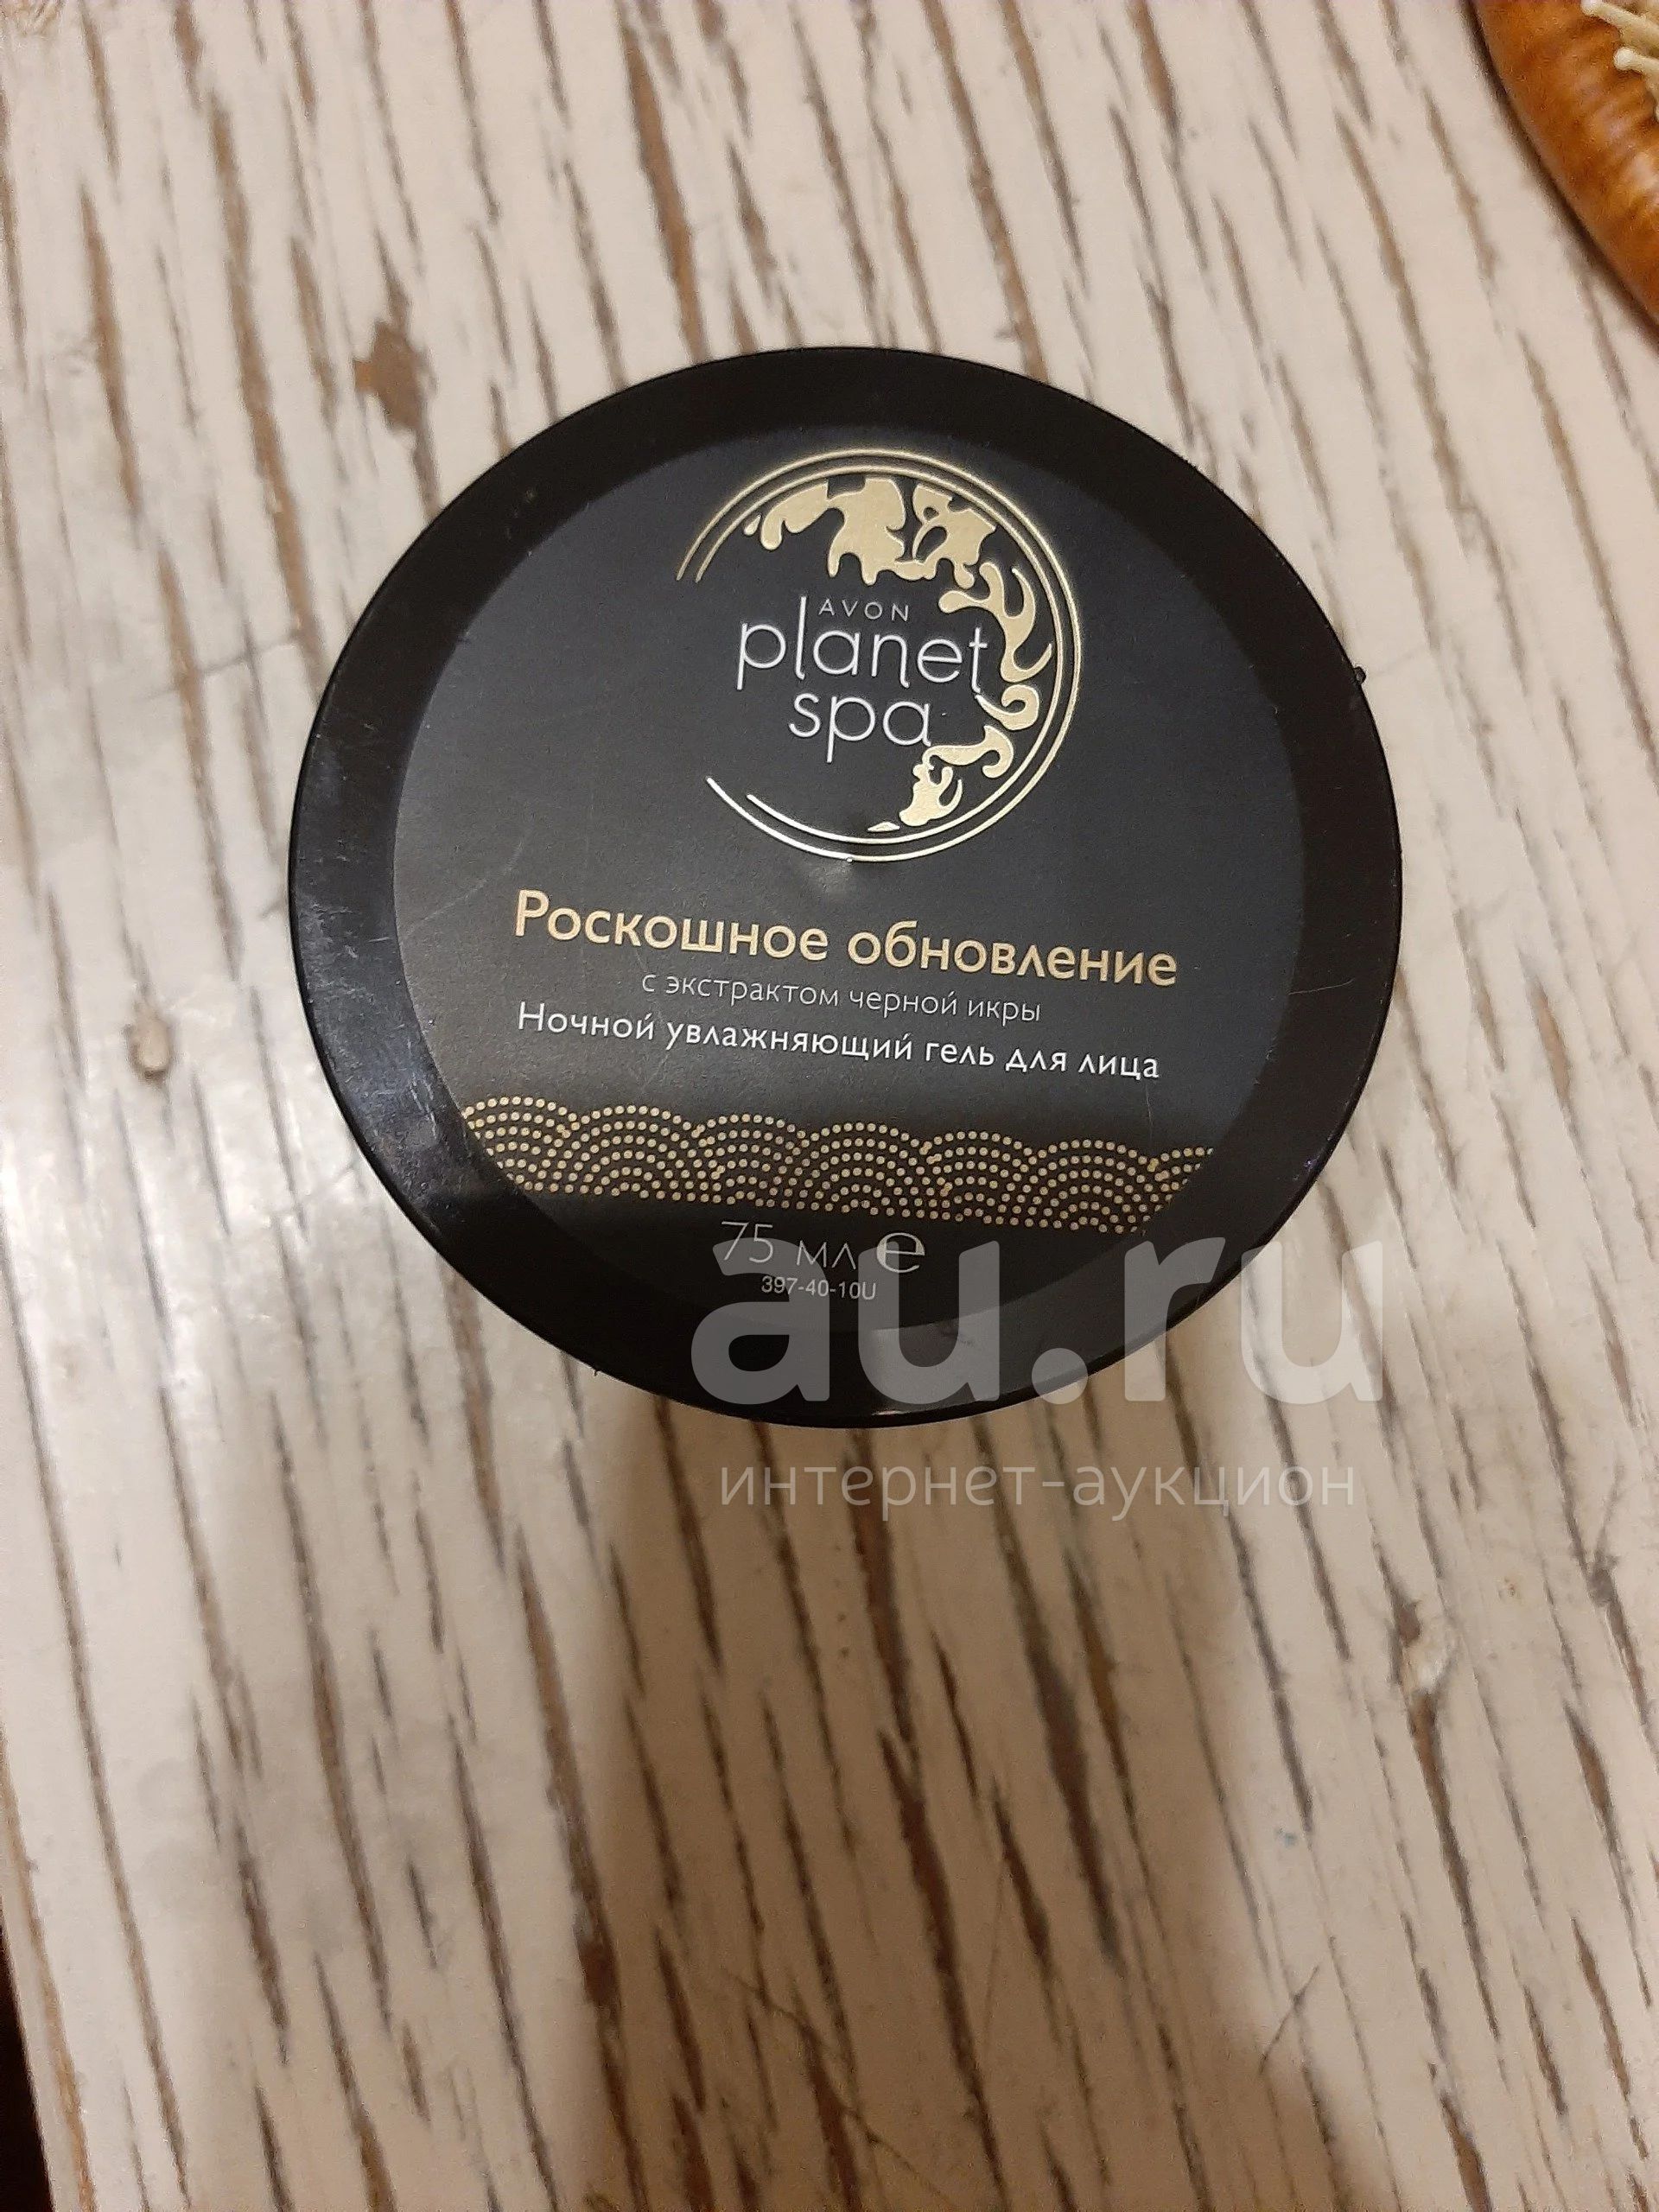 AVON
planet
spa
Роскошное обновление
с экстрактом черной икры
Ночной увлажняющий гель для лица
75 мл e
397-40-10U
au.ru
интернет-аукцион